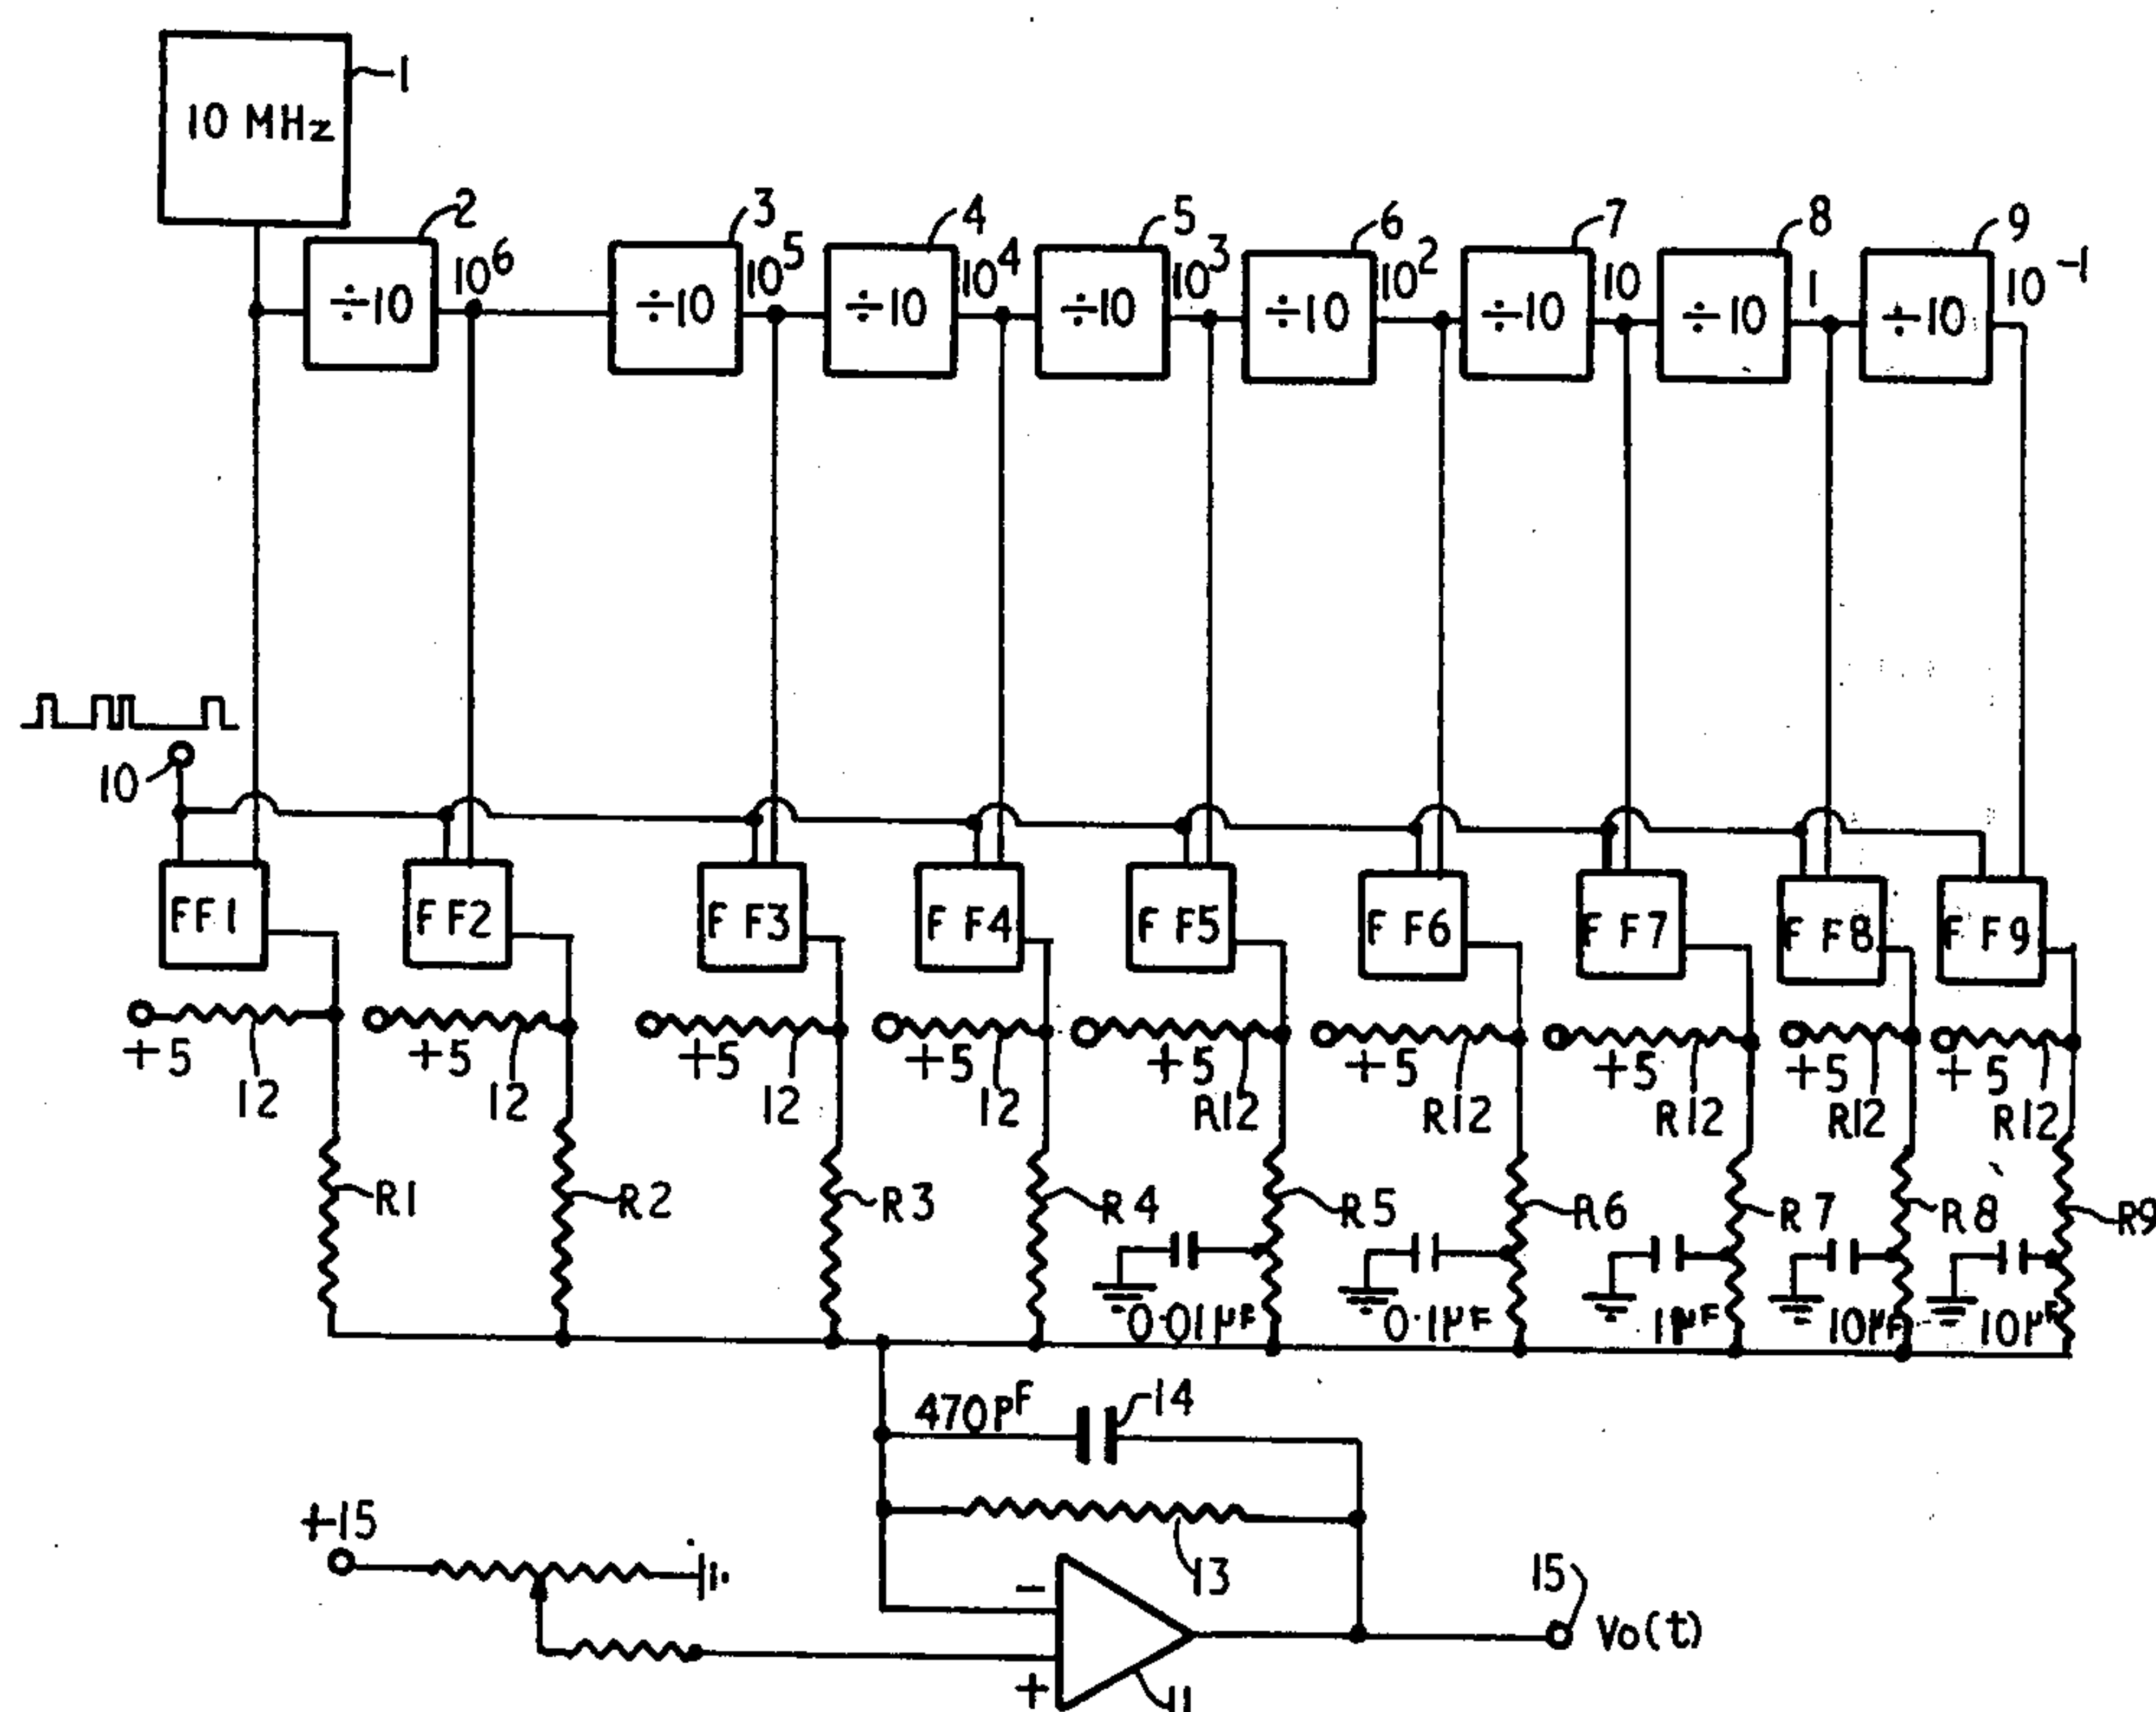 1
10 MHz
2 3 4 5 6 7 8 9
÷10 10⁶ ÷10 10⁵ ÷10 10⁴ ÷10 10³ ÷10 10² ÷10 10 ÷10 1 ÷10 10⁻¹
10
FF1 FF2 FF3 FF4 FF5 FF6 FF7 FF8 FF9
+5 +5 +5 +5 +5 +5 +5 +5 +5
12 12 12 12 R12 R12 R12 R12 R12
R1 R2 R3 R4 R5 R6 R7 R8 R9
0.01µF 0.1µF 1µF 10µF 10µF
470PF 14
+15 13 15
− Vo(t)
+ 11